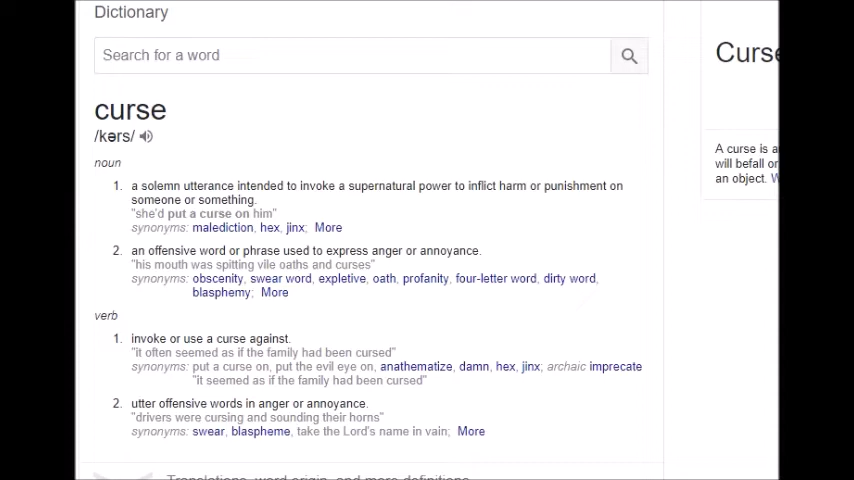 Dictionary
Search for a word
curse
/kərs/
noun
1. a solemn utterance intended to invoke a supernatural power to inflict harm or punishment on
someone or something.
"she'd put a curse on him"
synonyms: malediction, hex, jinx; More
2. an offensive word or phrase used to express anger or annoyance.
"his mouth was spitting vile oaths and curses"
synonyms: obscenity, swear word, expletive, oath, profanity, four-letter word, dirty word,
blasphemy; More
verb
1. invoke or use a curse against.
"it often seemed as if the family had been cursed"
synonyms: put a curse on, put the evil eye on, anathematize, damn, hex, jinx; archaic imprecate
"it seemed as if the family had been cursed"
2. utter offensive words in anger or annoyance.
"drivers were cursing and sounding their horns"
synonyms: swear, blaspheme, take the Lord's name in vain; More
Translations, word origin, and more definitions
Curse
A curse is a
will befall or
an object. W